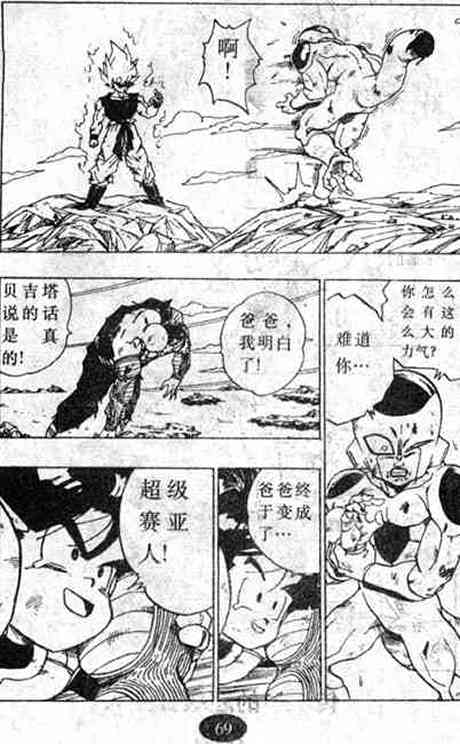 啊！
你怎么
会有这
么大的
力气？
难道
你…
爸爸，
我明白
了！
贝吉塔
说的话
是真
的！
爸爸终
于变成
了…
超级
赛亚
人！
69